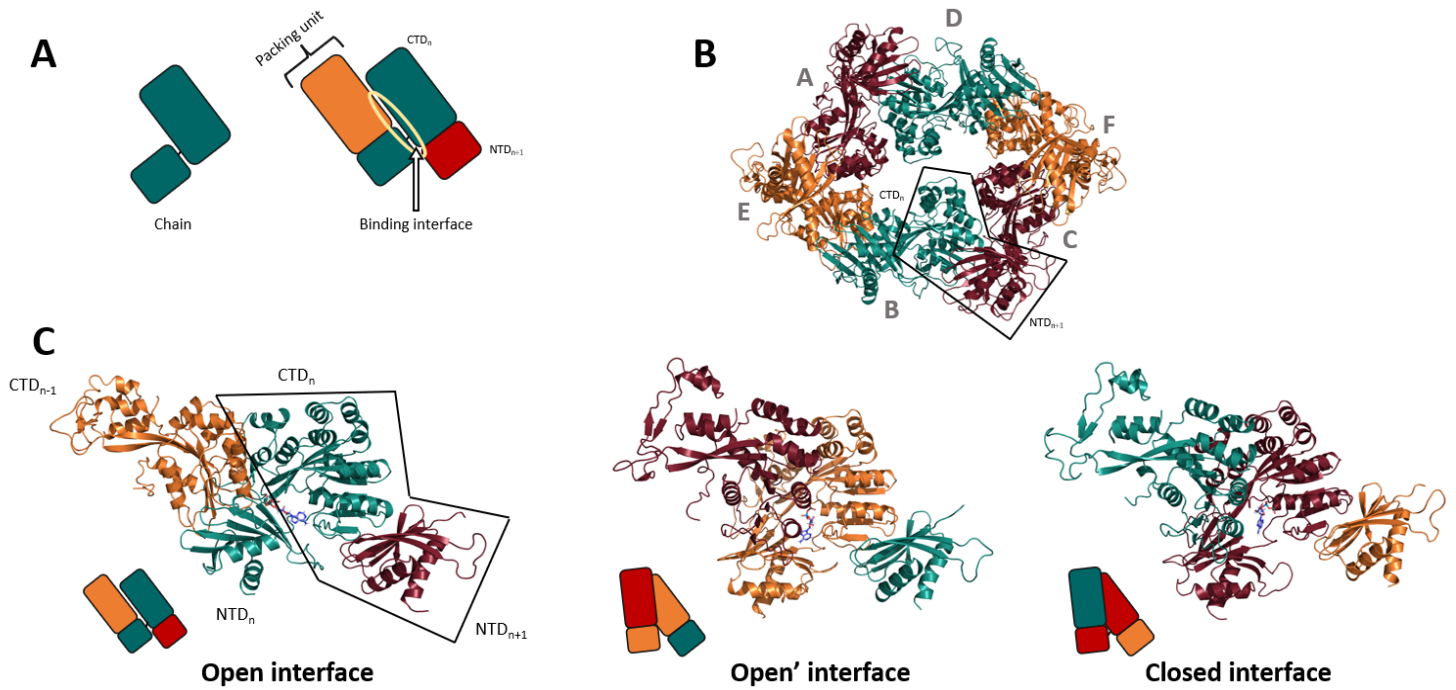 A
Packing unit
CTDn
NTDn+1
Chain
Binding interface
B
D
A
F
CTDn
E
C
B
NTDn+1
C
CTDn-1
CTDn
NTDn
NTDn+1
Open interface
Open’ interface
Closed interface